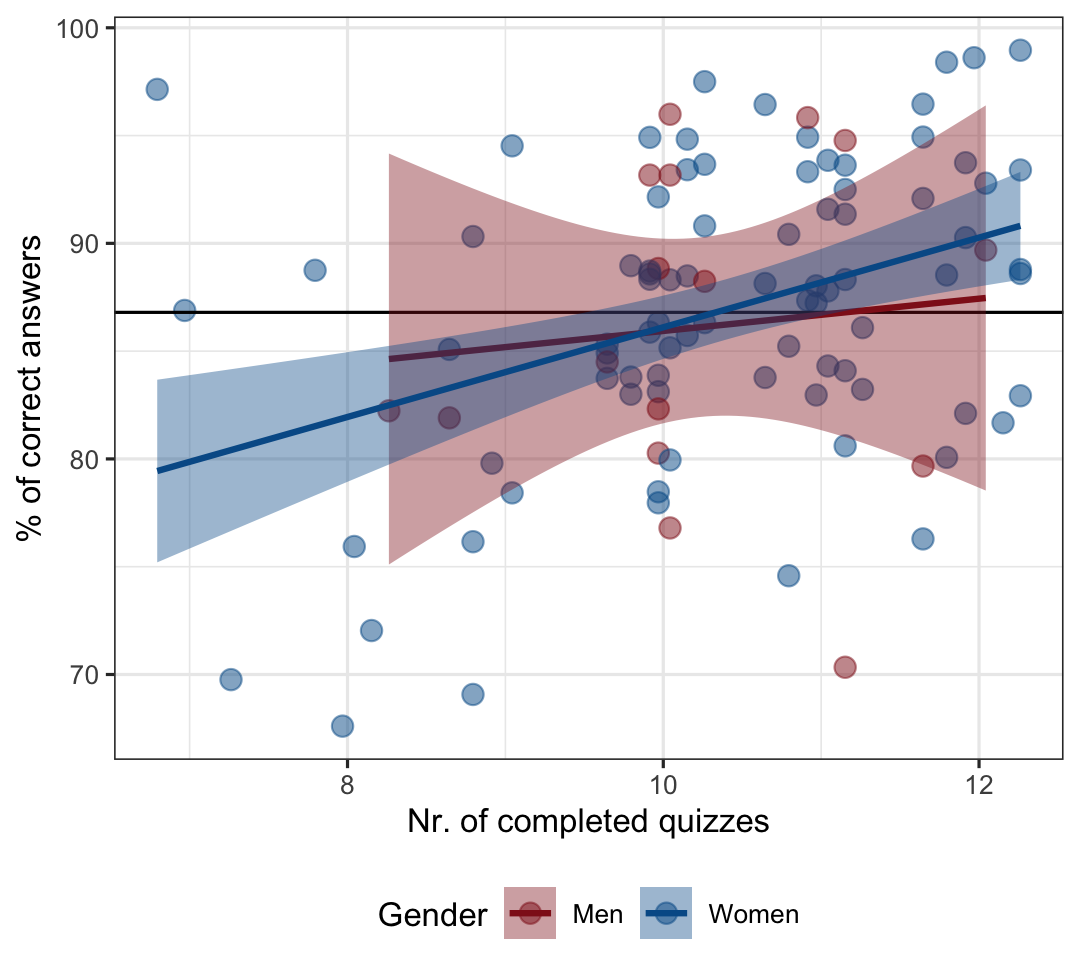 100
90
80
70
% of correct answers
8 10 12
Nr. of completed quizzes
Gender Men Women